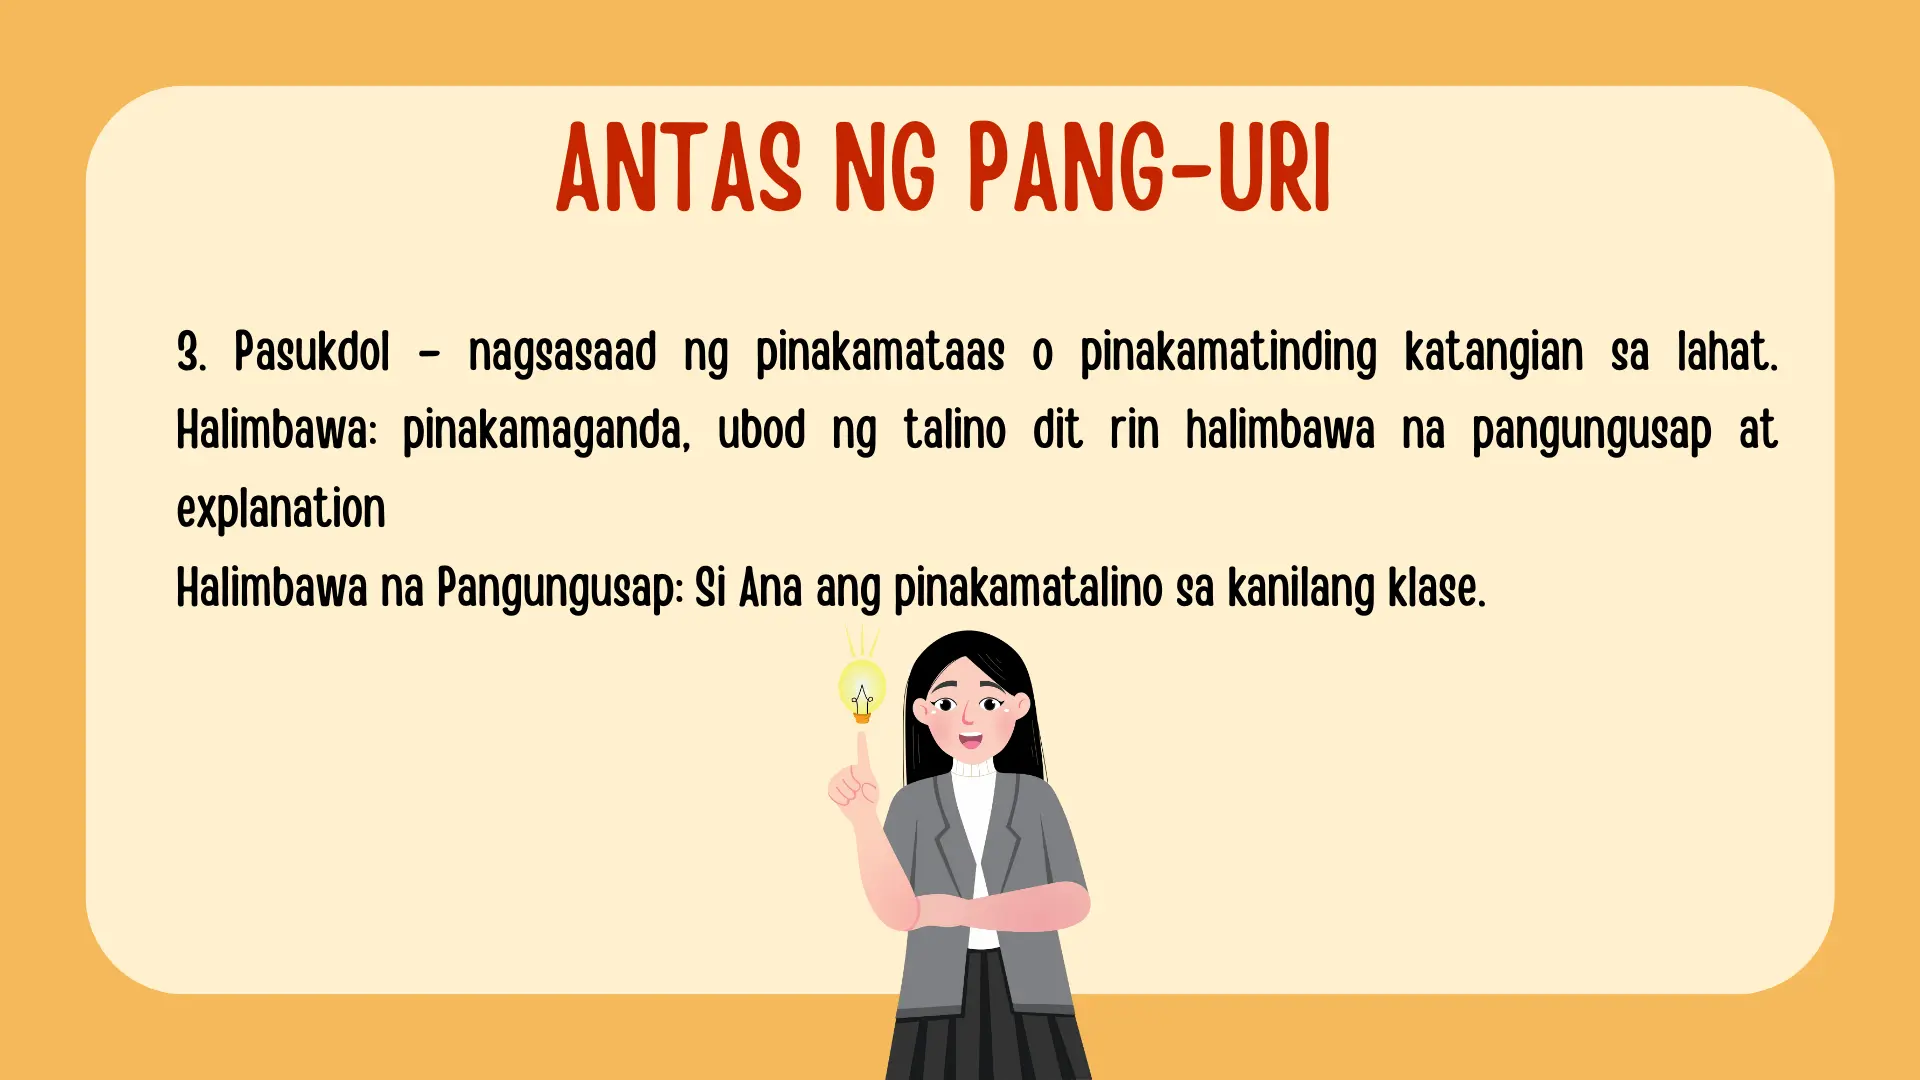 ANTAS NG PANG-URI
3. Pasukdol – nagsasaad ng pinakamataas o pinakamatinding katangian sa lahat.
Halimbawa: pinakamaganda, ubod ng talino dit rin halimbawa na pangungusap at
explanation
Halimbawa na Pangungusap: Si Ana ang pinakamatalino sa kanilang klase.